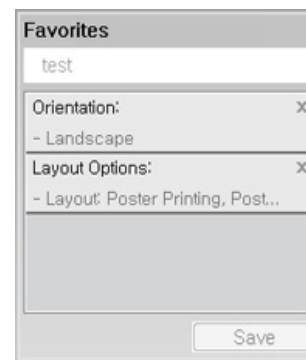 Favorites
test
Orientation: x
- Landscape
Layout Options: x
- Layout: Poster Printing, Post...
Save